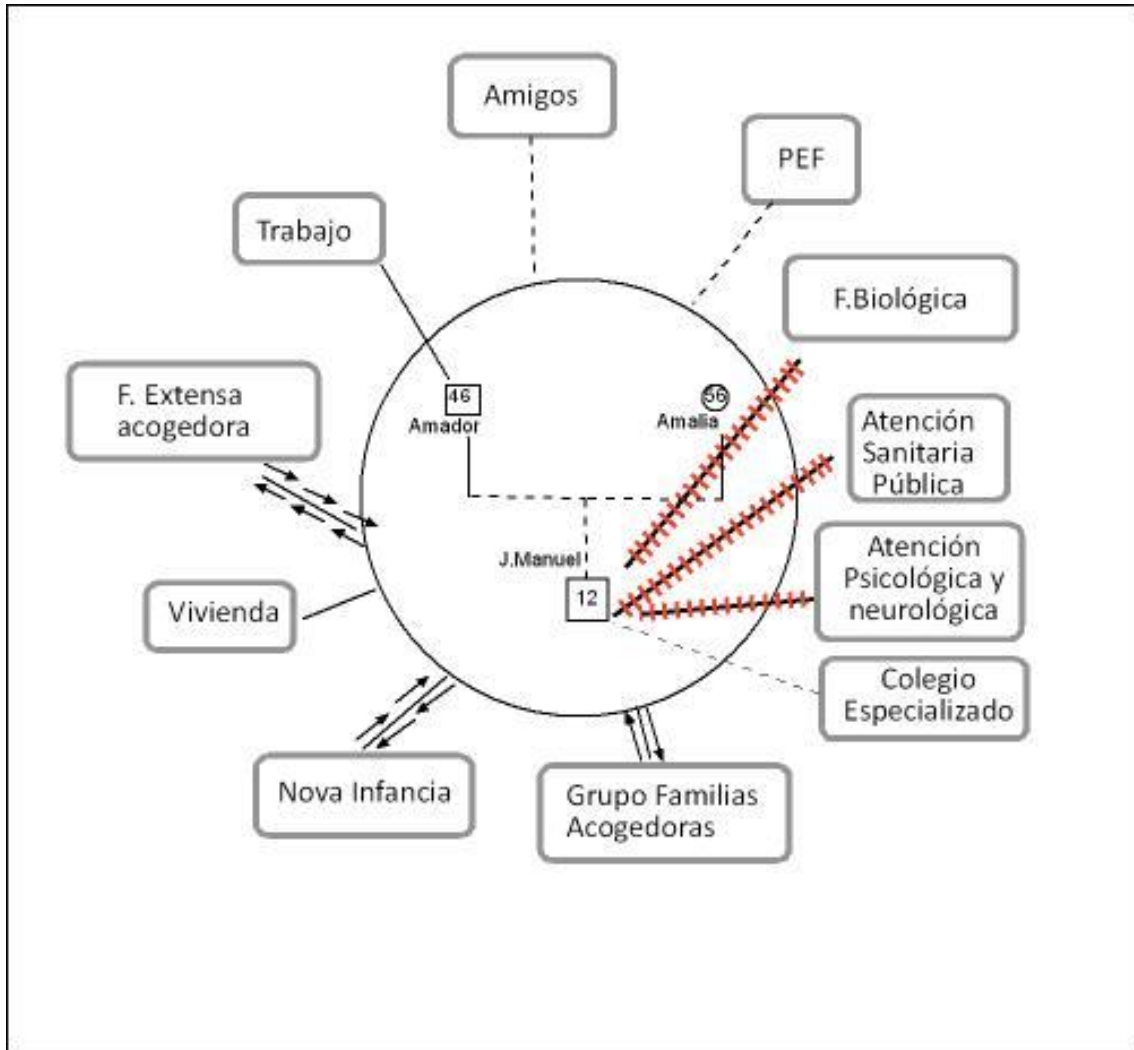 Amigos
PEF
Trabajo
F.Biológica
F. Extensa
acogedora
46
Amador
56
Amalia
Atención
Sanitaria
Pública
J.Manuel
12
Atención
Psicológica y
neurológica
Vivienda
Colegio
Especializado
Nova Infancia
Grupo Familias
Acogedoras